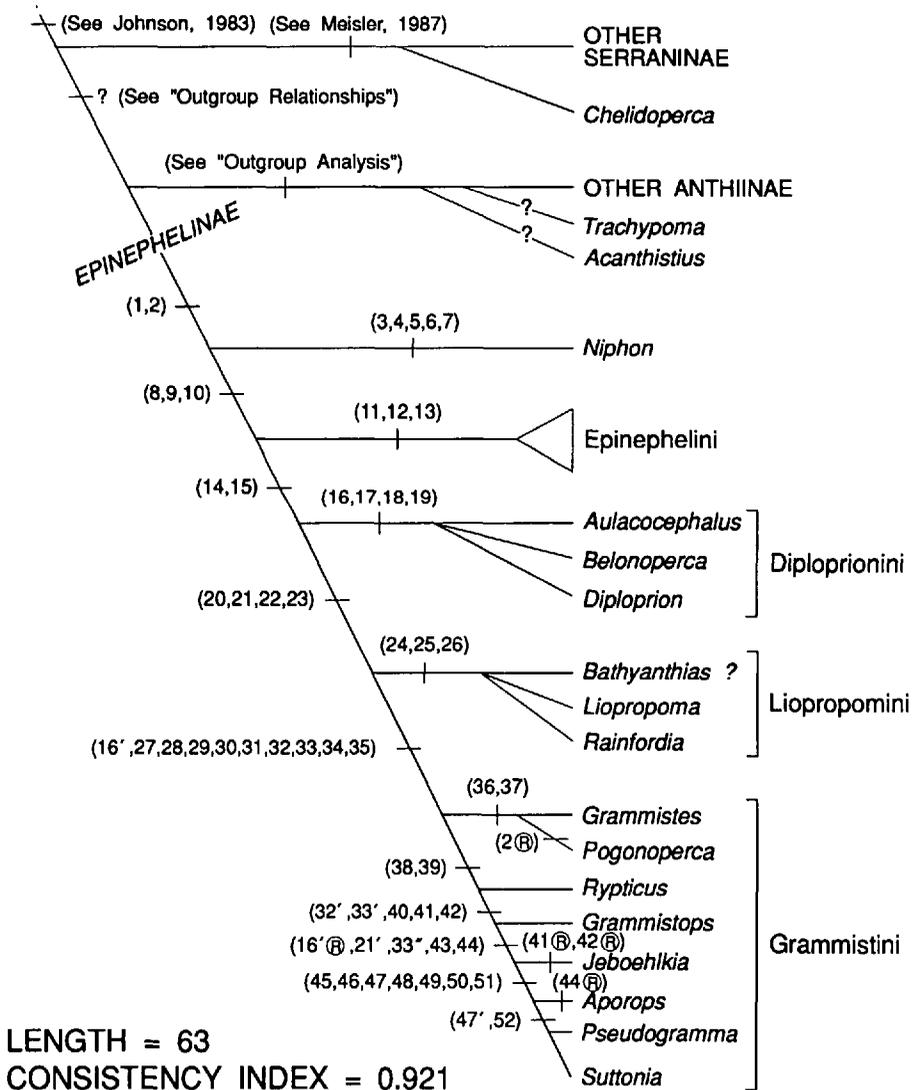 (See Johnson, 1983) (See Meisler, 1987)
OTHER
SERRANINAE
? (See "Outgroup Relationships")
Chelidoperca
(See "Outgroup Analysis")
OTHER ANTHIINAE
?
Trachypoma
?
Acanthistius
EPINEPHELINAE
(1,2)
(3,4,5,6,7)
Niphon
(8,9,10)
(11,12,13)
Epinephelini
(14,15)
(16,17,18,19)
Aulacocephalus
Belonoperca
Diploprionini
Diploprion
(20,21,22,23)
(24,25,26)
Bathyanthias ?
Liopropoma
Liopropomini
Rainfordia
(16′,27,28,29,30,31,32,33,34,35)
(36,37)
Grammistes
(2Ⓡ)
Pogonoperca
(38,39)
Rypticus
(32′,33′,40,41,42)
Grammistops
(16′Ⓡ,21′,33″,43,44)
(41Ⓡ,42Ⓡ)
Grammistini
Jeboehlkia
(45,46,47,48,49,50,51)
(44Ⓡ)
Aporops
(47′,52)
Pseudogramma
LENGTH = 63
CONSISTENCY INDEX = 0.921
Suttonia